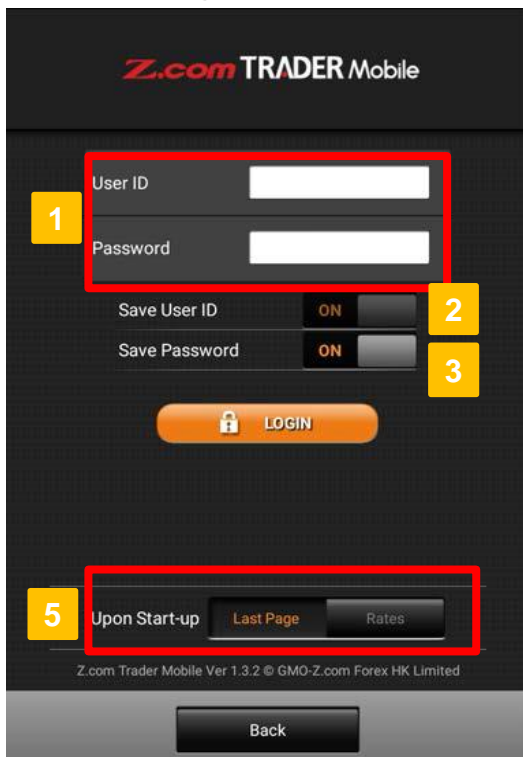 Z.com TRADER Mobile
User ID
1
Password
Save User ID ON 2
Save Password ON 3
LOGIN
5 Upon Start-up Last Page Rates
Z.com Trader Mobile Ver 1.3.2 © GMO-Z.com Forex HK Limited
Back